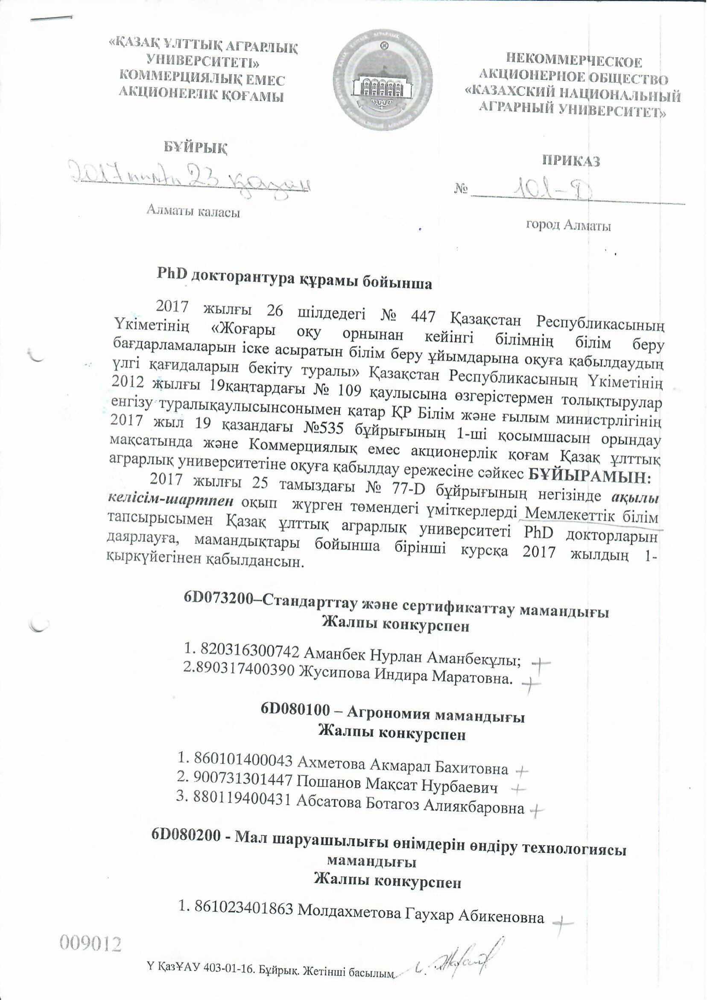 «ҚАЗАҚ ҰЛТТЫҚ АГРАРЛЫҚ
УНИВЕРСИТЕТІ»
КОММЕРЦИЯЛЫҚ ЕМЕС
АКЦИОНЕРЛІК ҚОҒАМЫ
НЕКОММЕРЧЕСКОЕ
АКЦИОНЕРНОЕ ОБЩЕСТВО
«КАЗАХСКИЙ НАЦИОНАЛЬНЫЙ
АГРАРНЫЙ УНИВЕРСИТЕТ»
БҰЙРЫҚ
ПРИКАЗ
2017 жылғы 23 қазан
№ 101-D
Алматы каласы
город Алматы
PhD докторантура құрамы бойынша
2017 жылғы 26 шілдедегі № 447 Қазақстан Республикасының
Үкіметінің «Жоғары оқу орнынан кейінгі білімнің білім беру
бағдарламаларын іске асыратын білім беру ұйымдарына оқуға қабылдаудың
үлгі қағидаларын бекіту туралы» Қазақстан Республикасының Үкіметінің
2012 жылғы 19қаңтардағы № 109 қаулысына өзгерістермен толықтырулар
енгізу туралықаулысынсонымен қатар ҚР Білім және ғылым министрлігінің
2017 жыл 19 қазандағы №535 бұйрығының 1-ші қосымшасын орындау
мақсатында және Коммерциялық емес акционерлік қоғам Қазақ ұлттық
аграрлық университетіне оқуға қабылдау ережесіне сәйкес БҰЙЫРАМЫН:
2017 жылғы 25 тамыздағы № 77-D бұйрығының негізінде ақылы
келісім-шартпен оқып жүрген төмендегі үміткерлерді Мемлекеттік білім
тапсырысымен Қазақ ұлттық аграрлық университеті PhD докторларын
даярлауға, мамандықтары бойынша бірінші курсқа 2017 жылдың 1-
қыркүйегінен қабылдансын.
6D073200–Стандарттау және сертификаттау мамандығы
Жалпы конкурспен
1. 820316300742 Аманбек Нурлан Аманбекұлы; +
2.890317400390 Жусипова Индира Маратовна. +
6D080100 – Агрономия мамандығы
Жалпы конкурспен
1. 860101400043 Ахметова Акмарал Бахитовна +
2. 900731301447 Пошанов Мақсат Нурбаевич +
3. 880119400431 Абсатова Ботагоз Алиякбаровна +
6D080200 - Мал шаруашылығы өнімдерін өндіру технологиясы
мамандығы
Жалпы конкурспен
1. 861023401863 Молдахметова Гаухар Абикеновна +
009012
Ү ҚазҰАУ 403-01-16. Бұйрық. Жетінші басылым